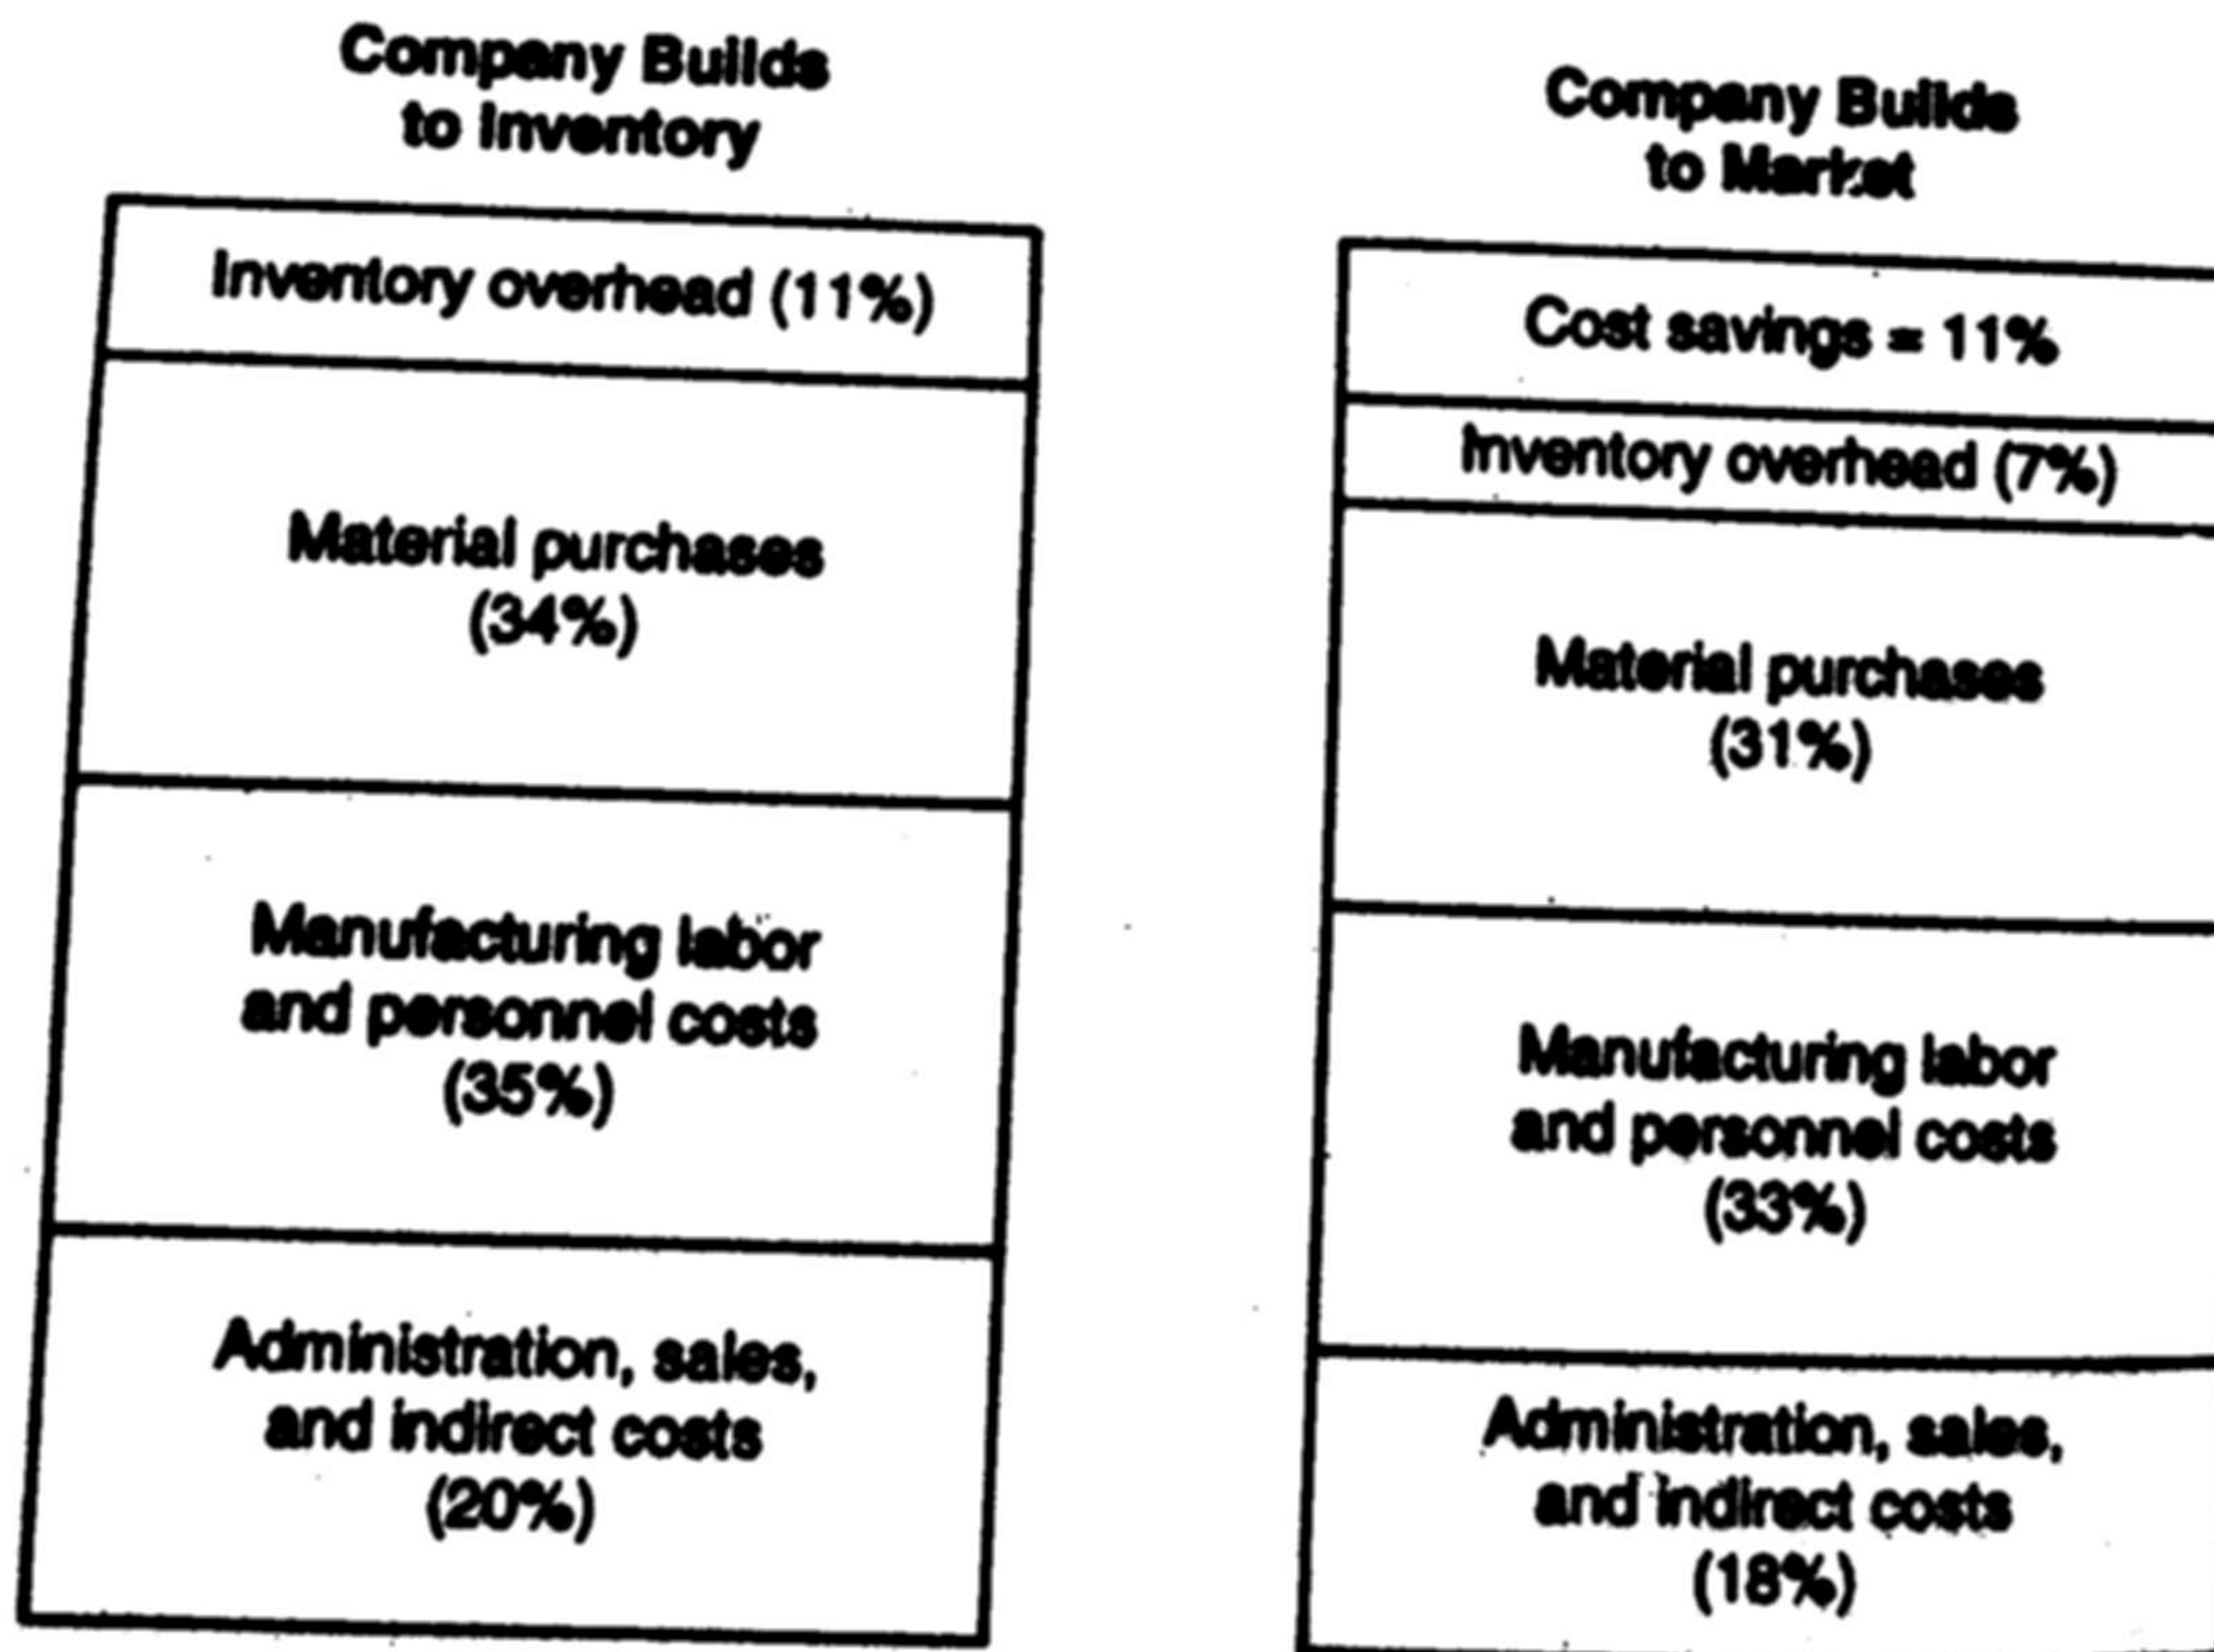 Company Builds
to Inventory
Inventory overhead (11%)
Material purchases
(34%)
Manufacturing labor
and personnel costs
(35%)
Administration, sales,
and indirect costs
(20%)
Company Builds
to Market
Cost savings = 11%
Inventory overhead (7%)
Material purchases
(31%)
Manufacturing labor
and personnel costs
(33%)
Administration, sales,
and indirect costs
(18%)